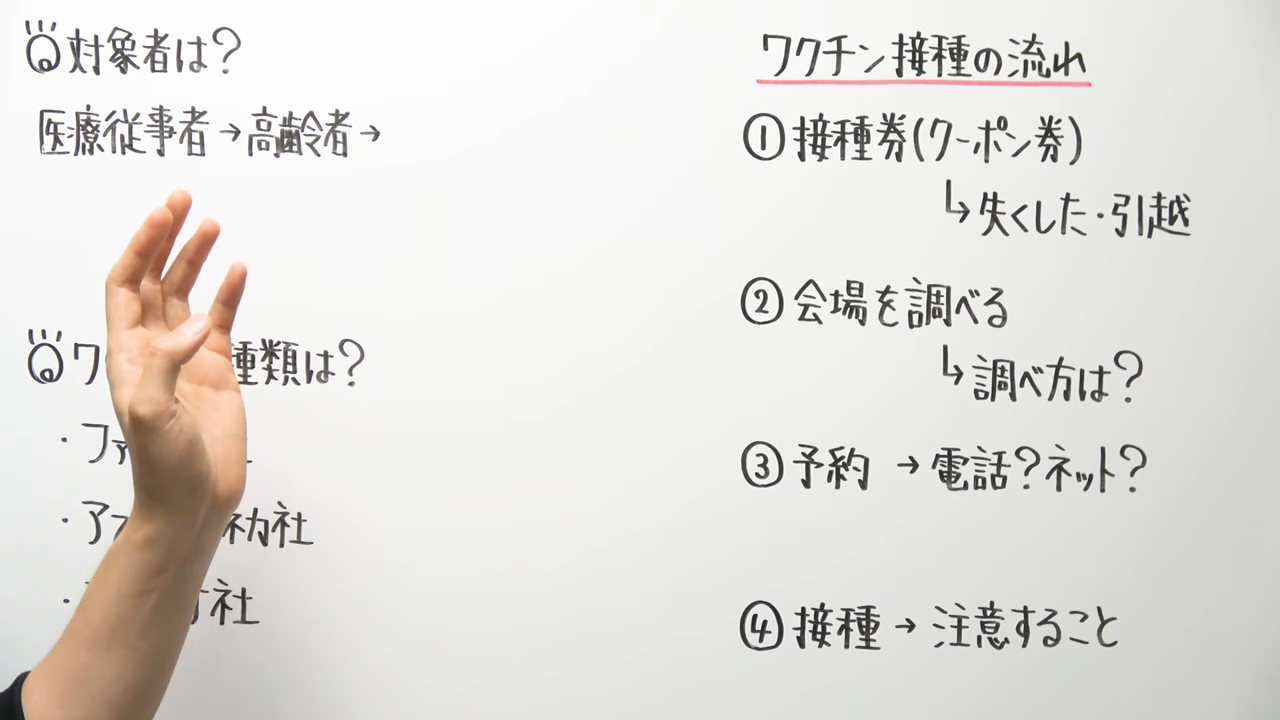 Q 対象者は?
医療従事者→高齢者→
種類は?
・ファ
・ア 社
社
ワクチン接種の流れ
①接種券(クーポン券)
↳失くした・引越
②会場を調べる
↳調べ方は?
③予約 →電話?ネット?
④接種→注意すること